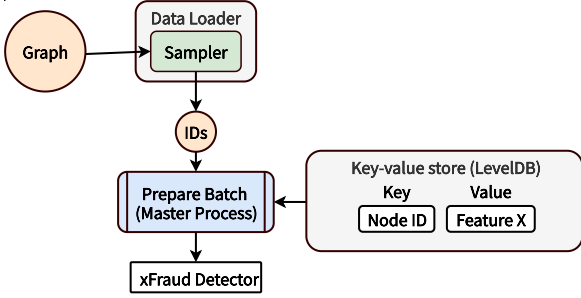 Data Loader
Graph
Sampler
IDs
Key-value store (LevelDB)
Key Value
Prepare Batch
(Master Process)
Node ID
Feature X
xFraud Detector